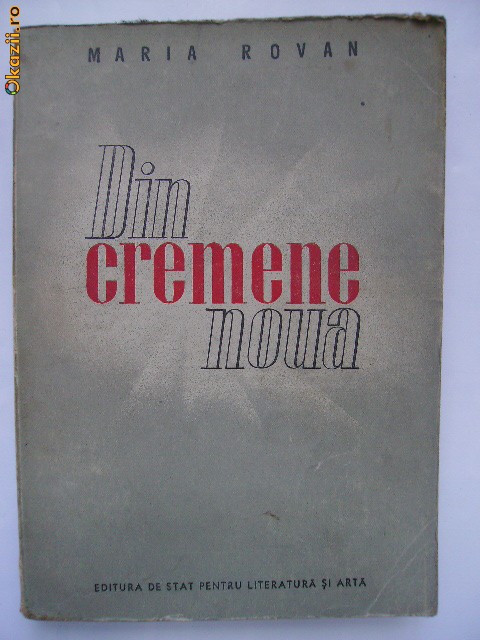 Okazii.ro
MARIA ROVAN
Din
cremene
noua
EDITURA DE STAT PENTRU LITERATURĂ ȘI ARTĂ